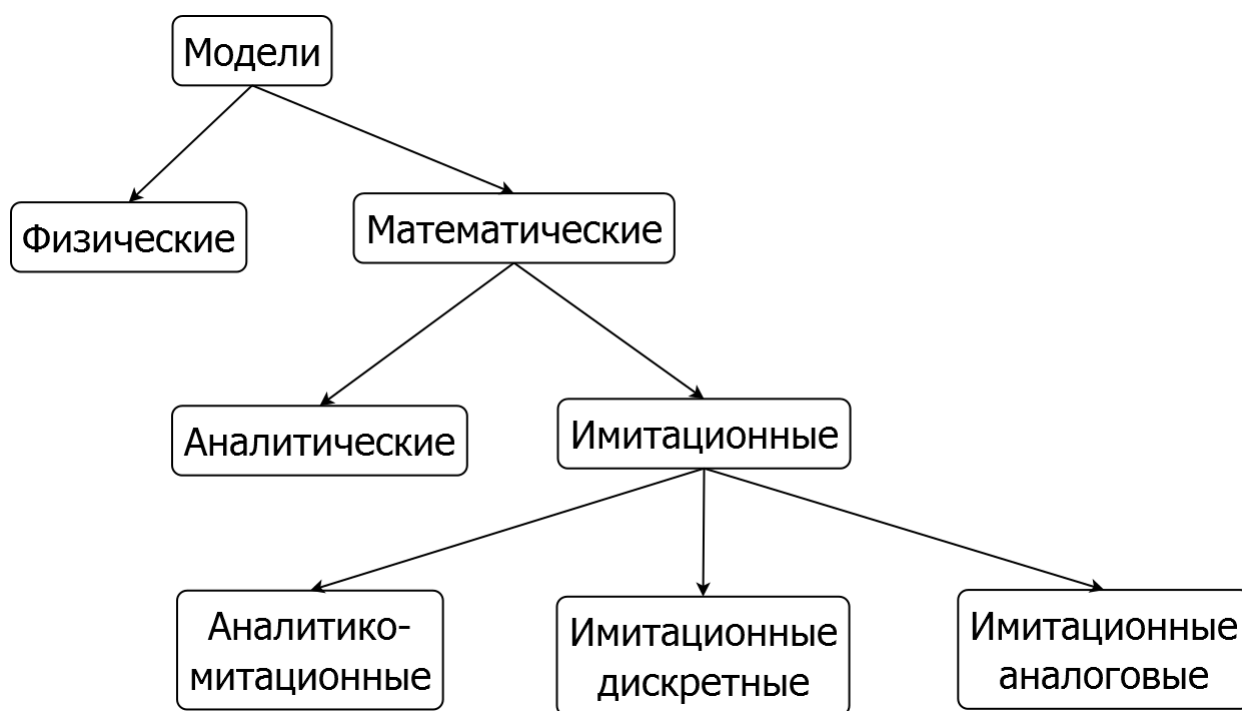 Модели
Физические
Математические
Аналитические
Имитационные
Аналитико-
митационные
Имитационные
дискретные
Имитационные
аналоговые